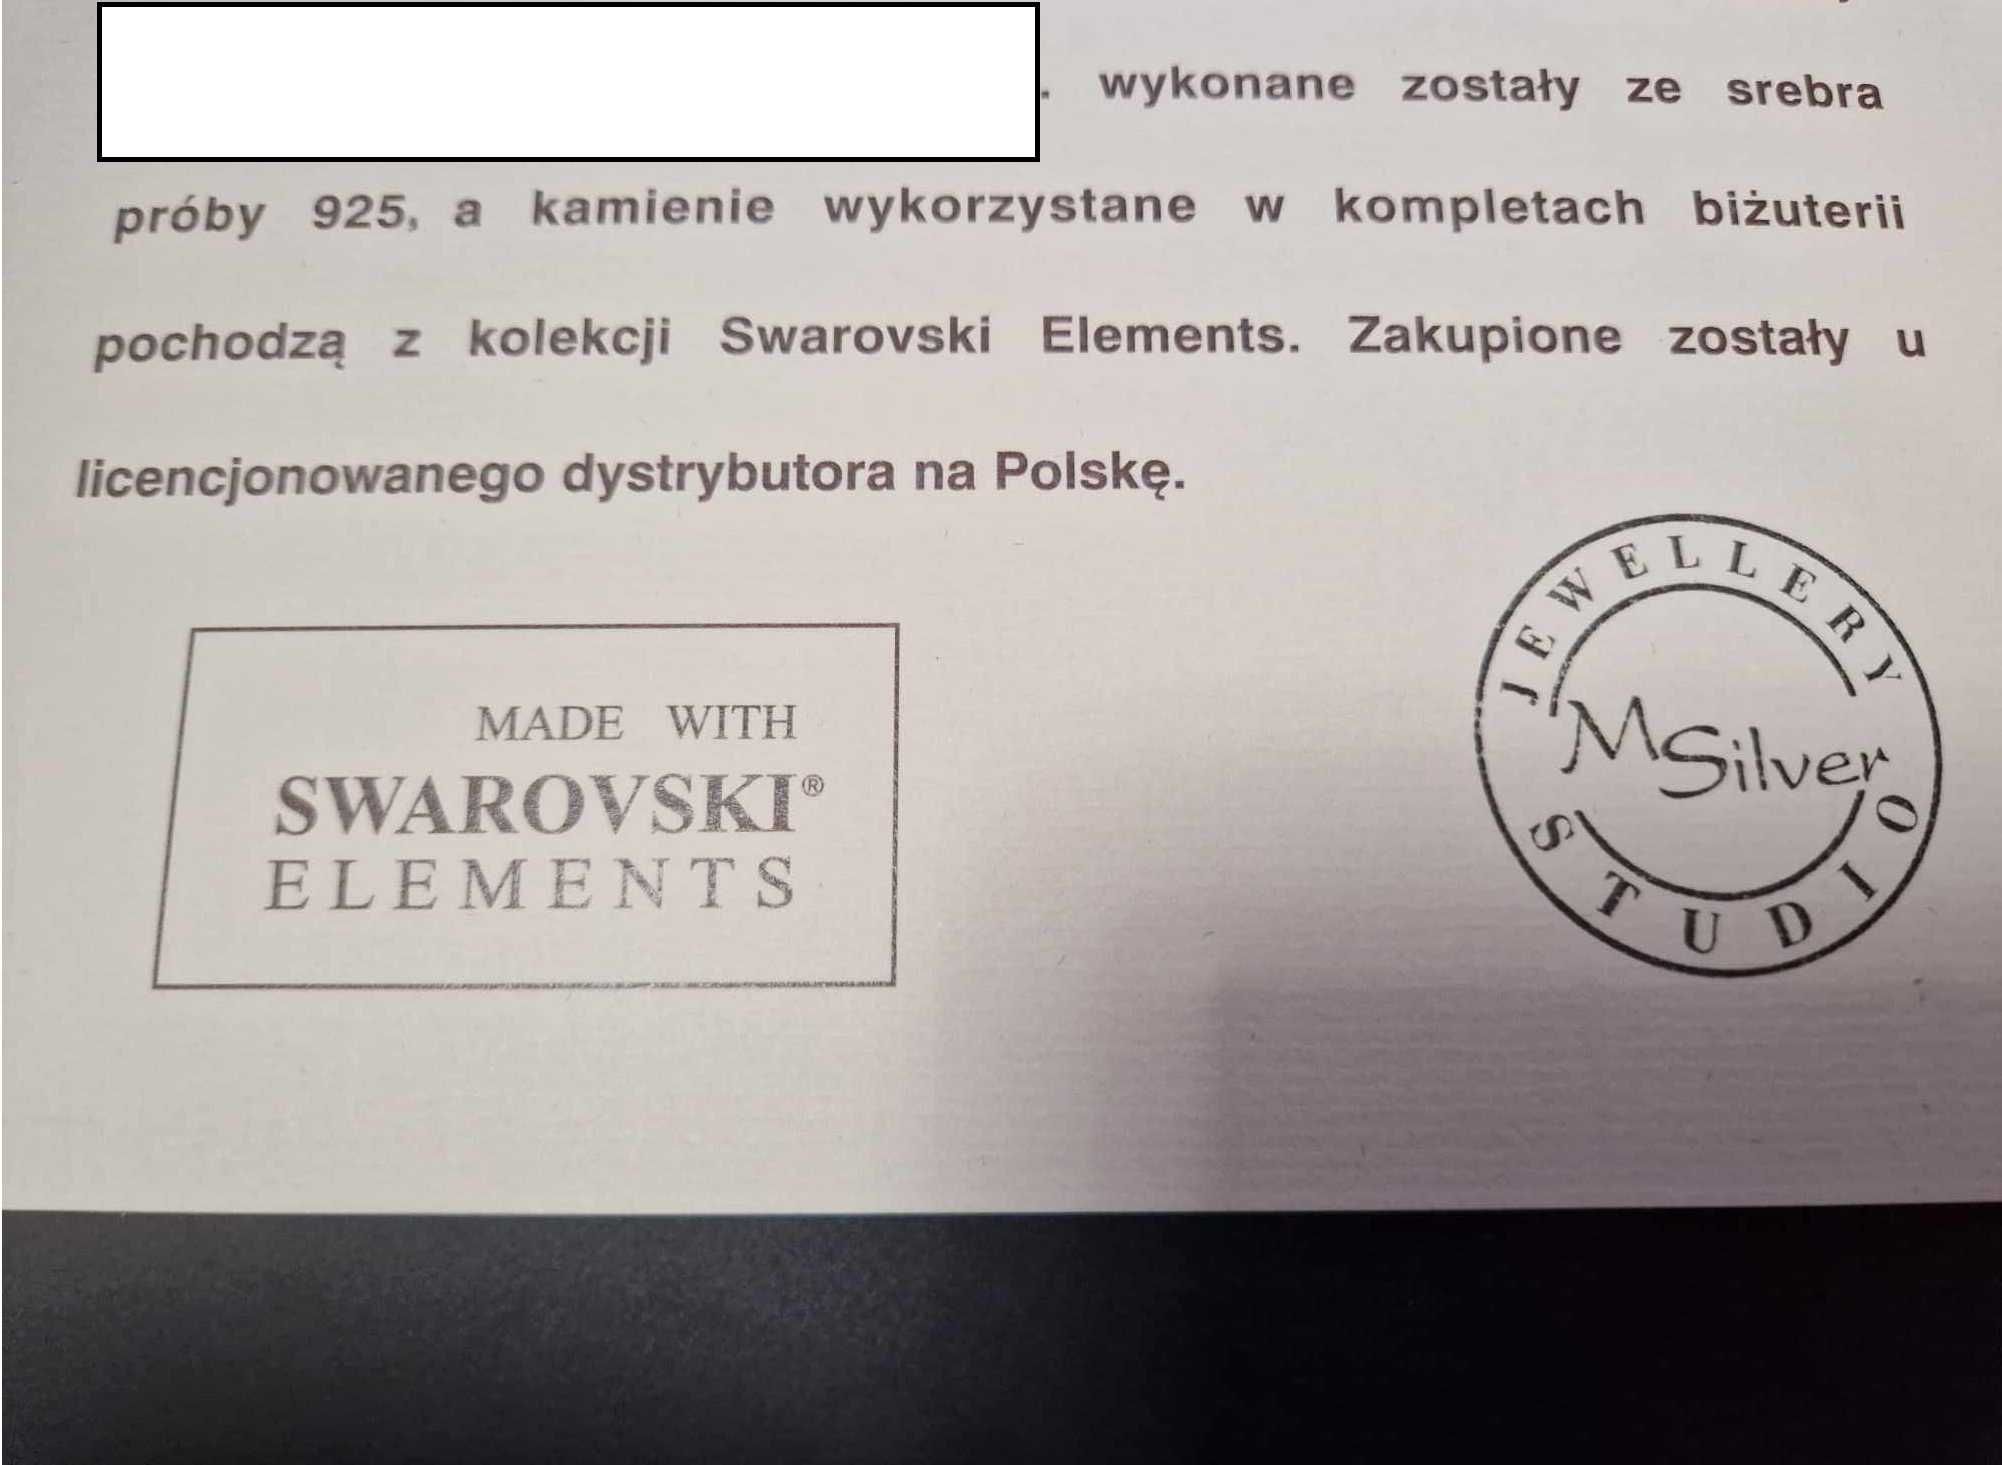 . wykonane zostały ze srebra
próby 925, a kamienie wykorzystane w kompletach biżuterii
pochodzą z kolekcji Swarovski Elements. Zakupione zostały u
licencjonowanego dystrybutora na Polskę.
MADE WITH
SWAROVSKI®
ELEMENTS
JEWELLERY
MSilver
STUDIO